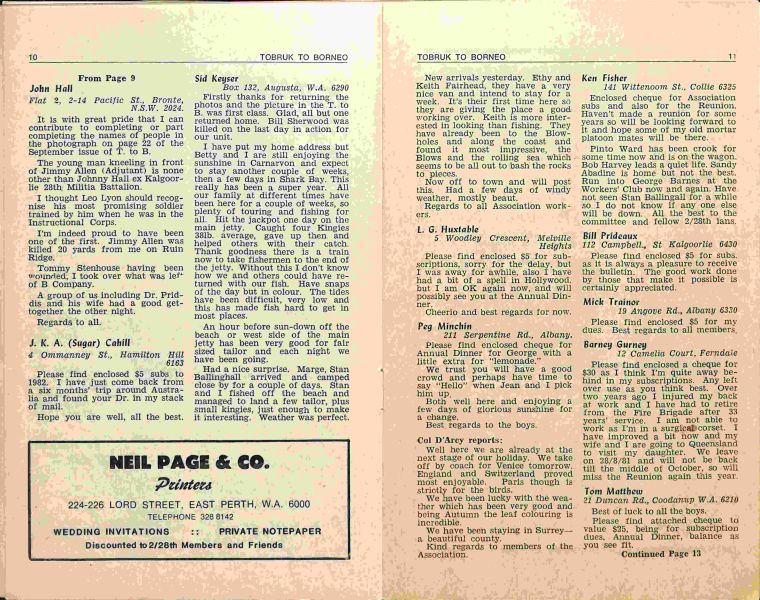 10
TOBRUK TO BORNEO
From Page 9
John Hall
Flat 2, 2-14 Pacific St., Bronte,
N.S.W. 2024.
It is with great pride that I can
contribute to completing or part
completing the names of people in
the photograph on page 22 of the
September issue of T. to B.
The young man kneeling in front
of Jimmy Allen (Adjutant) is none
other than Johnny Hall ex Kalgoor-
lie 28th Militia Battalion.
I thought Leo Lyon should recog-
nise his most promising soldier
trained by him when he was in the
Instructional Corps.
I'm indeed proud to have been
one of the first. Jimmy Allen was
killed 20 yards from me on Ruin
Ridge.
Tommy Stenhouse having been
wounded, I took over what was left
of B Company.
A group of us including Dr. Prid-
dis and his wife had a good get-
together the other night.
Regards to all.
J. K. A. (Sugar) Cahill
4 Ommanney St., Hamilton Hill
6163
Please find enclosed $5 subs to
1982. I have just come back from
a six months' trip around Austra-
lia and found your Dr. in my stack
of mail.
Hope you are well, all the best.
Sid Keyser
Box 132, Augusta, W.A. 6290
Firstly thanks for returning the
photos and the picture in the T. to
B. was first class. Glad, all but one
returned home. Bill Sherwood was
killed on the last day in action for
our unit.
I have put my home address but
Betty and I are still enjoying the
sunshine in Carnarvon and expect
to stay another couple of weeks,
then a few days in Shark Bay. This
really has been a super year. All
our family at different times have
been here for a couple of weeks, so
plenty of touring and fishing for
all. Hit the jackpot one day on the
main jetty. Caught four Kingies
38lb. average, gave up then and
helped others with their catch.
Thank goodness there is a train
now to take fishermen to the end of
the jetty. Without this I don't know
how we and others could have re-
turned with our fish. Have snaps
of the day but in colour. The tides
have been difficult, very low and
this has made fish hard to get in
most places.
An hour before sun-down off the
beach or west side of the main
jetty has been very good for fair
sized tailor and each night we
have been going.
Had a nice surprise. Marge, Stan
Ballinghall arrived and camped
close by for a couple of days. Stan
and I fished off the beach and
managed to land a few tailor, plus
small kingies, just enough to make
it interesting. Weather was perfect.
NEIL PAGE & CO.
Printers
224-226 LORD STREET, EAST PERTH, W.A. 6000
TELEPHONE 328 8142
WEDDING INVITATIONS :: PRIVATE NOTEPAPER
Discounted to 2/28th Members and Friends
TOBRUK TO BORNEO
11
New arrivals yesterday. Ethy and
Keith Fairhead, they have a very
nice van and intend to stay for a
week. It's their first time here so
they are giving the place a good
working over. Keith is more inter-
ested in looking than fishing. They
have already been to the Blow-
holes and along the coast and
found it most impressive, the
Blows and the rolling sea which
seems to be all out to bash the rocks
to pieces.
Now off to town and will post
this. Had a few days of windy
weather, mostly beaut.
Regards to all Association work-
ers.
L. G. Huxtable
5 Woodley Crescent, Melville
Heights
Please find enclosed $5 for sub-
scriptions, sorry for the delay, but
I was away for awhile, also I have
had a bit of a spell in Hollywood,
but I am OK again now, and will
possibly see you at the Annual Din-
ner.
Cheerio and best regards for now.
Peg Minchin
211 Serpentine Rd., Albany.
Please find enclosed cheque for
Annual Dinner for George with a
little extra for "lemonade."
We trust you will have a good
crowd and perhaps have time to
say "Hello" when Jean and I pick
him up.
Both well here and enjoying a
few days of glorious sunshine for
a change.
Best regards to the boys.
Col D'Arcy reports:
Well here we are already at the
next stage of our holiday. We take
off by coach for Venice tomorrow.
England and Switzerland proved
most enjoyable. Paris though is
strictly for the birds.
We have been lucky with the wea-
ther which has been very good and
being Autumn the leaf colouring is
incredible.
We have been staying in Surrey—
a beautiful county.
Kind regards to members of the
Association.
Ken Fisher
141 Wittenoom St., Collie 6325
Enclosed cheque for Association
subs and also for the Reunion.
Haven't made a reunion for some
years so will be looking forward to
it and hope some of my old mortar
platoon mates will be there.
Pinto Ward has been crook for
some time now and is on the wagon.
Bob Harvey leads a quiet life. Sandy
Abadine is home but not the best.
Run into George Barnes at the
Workers' Club now and again. Have
not seen Stan Ballingall for a while
so I do not know if any one else
will be down. All the best to the
committee and fellow 2/28th lans.
Bill Prideaux
112 Campbell, St Kalgoorlie 6430
Please find enclosed $5 for subs,
as it is always a pleasure to receive
the bulletin. The good work done
by those that make it possible is
certainly appreciated.
Mick Trainor
19 Angove Rd., Albany 6330
Please find enclosed $5 for my
dues. Best regards to all members.
Barney Gurney
12 Camelia Court, Ferndale
Please find enclosed a cheque for
$30 as I think I'm quite away be-
hind in my subscriptions. Any left
over use as you think best. Over
two years ago I injured my back
at work and I have had to retire
from the Fire Brigade after 33
years' service. I am not able to
work as I'm in a surgical corset. I
have improved a bit now and my
wife and I are going to Queensland
to visit my daughter. We leave
on 28/8/81 and will not be back
till the middle of October, so will
miss the Reunion again this year.
Tom Matthew
21 Duncan Rd., Coodanup W.A. 6210
Best of luck to all the boys.
Please find attached cheque to
value $25, being for subscription
dues, Annual Dinner, balance as
you see fit.
Continued Page 13